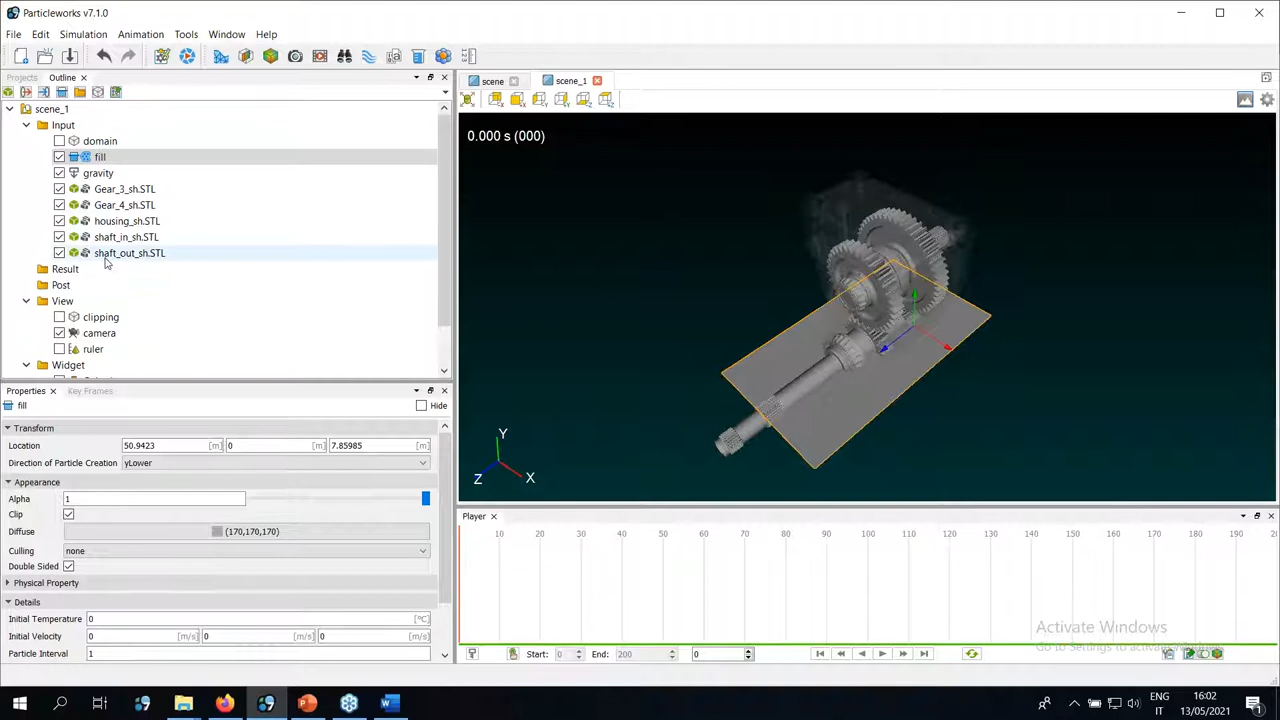 Particleworks v7.1.0
File Edit Simulation Animation Tools Window Help
Projects Outline
scene_1
Input
domain
fill
gravity
Gear_3_sh.STL
Gear_4_sh.STL
housing_sh.STL
shaft_in_sh.STL
shaft_out_sh.STL
Result
Post
View
clipping
camera
ruler
Widget
Properties Key Frames
fill Hide
Transform
Location 50.9423 [m] 0 [m] 7.85985 [m]
Direction of Particle Creation yLower
Appearance
Alpha 1
Clip
Diffuse (170,170,170)
Culling none
Double Sided
Physical Property
Details
Initial Temperature 0 [°C]
Initial Velocity 0 [m/s] 0 [m/s] 0 [m/s]
Particle Interval 1
scene scene_1
0.000 s (000)
Y
Z X
Player
10 20 30 40 50 60 70 80 90 100 110 120 130 140 150 160 170 180 190
Activate Windows
Go to Settings to activate Windows.
Start: 0 End: 200 0
ENG 16:02
IT 13/05/2021